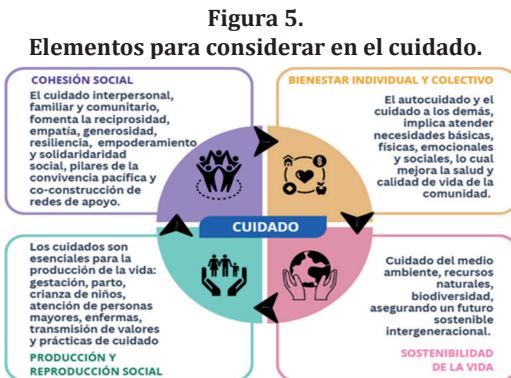 Figura 5.
Elementos para considerar en el cuidado.
COHESIÓN SOCIAL
El cuidado interpersonal,
familiar y comunitario,
fomenta la reciprosidad,
empatía, generosidad,
resiliencia, empoderamiento
y solidaridaridad
social, pilares de la
convivencia pacífica y
co-construcción de
redes de apoyo.
BIENESTAR INDIVIDUAL Y COLECTIVO
El autocuidado y el
cuidado a los demás,
implica atender
necesidades básicas,
físicas, emocionales
y sociales, lo cual
mejora la salud y
calidad de vida de la
comunidad.
CUIDADO
Los cuidados son
esenciales para la
producción de la vida:
gestación, parto,
crianza de niños,
atención de personas
mayores, enfermas,
transmisión de valores
y prácticas de cuidado
PRODUCCIÓN Y
REPRODUCCIÓN SOCIAL
Cuidado del medio
ambiente, recursos
naturales,
biodiversidad,
asegurando un futuro
sostenible
intergeneracional.
SOSTENIBILIDAD
DE LA VIDA